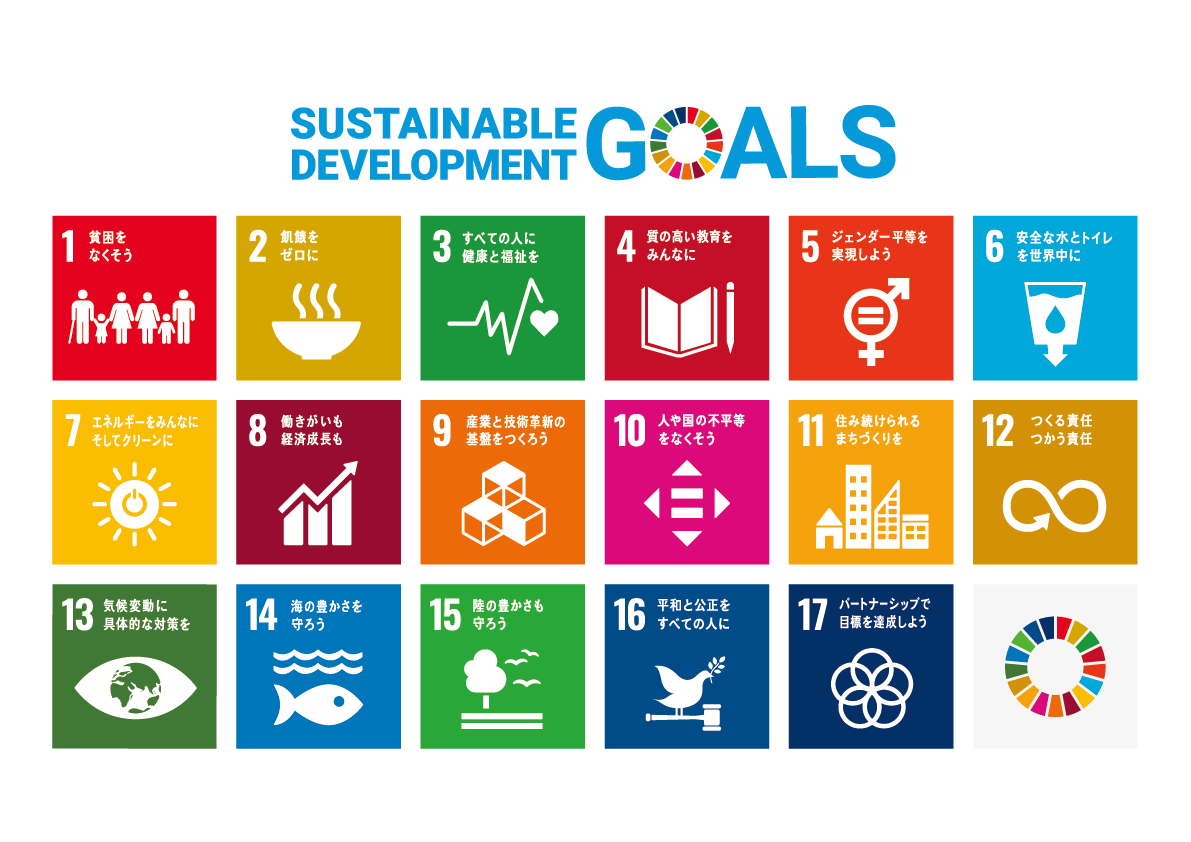 SUSTAINABLE
DEVELOPMENT
GOALS
1
貧困を
なくそう
2
飢餓を
ゼロに
3
すべての人に
健康と福祉を
4
質の高い教育を
みんなに
5
ジェンダー平等を
実現しよう
6
安全な水とトイレ
を世界中に
7
エネルギーをみんなに
そしてクリーンに
8
働きがいも
経済成長も
9
産業と技術革新の
基盤をつくろう
10
人や国の不平等
をなくそう
11
住み続けられる
まちづくりを
12
つくる責任
つかう責任
13
気候変動に
具体的な対策を
14
海の豊かさを
守ろう
15
陸の豊かさも
守ろう
16
平和と公正を
すべての人に
17
パートナーシップで
目標を達成しよう